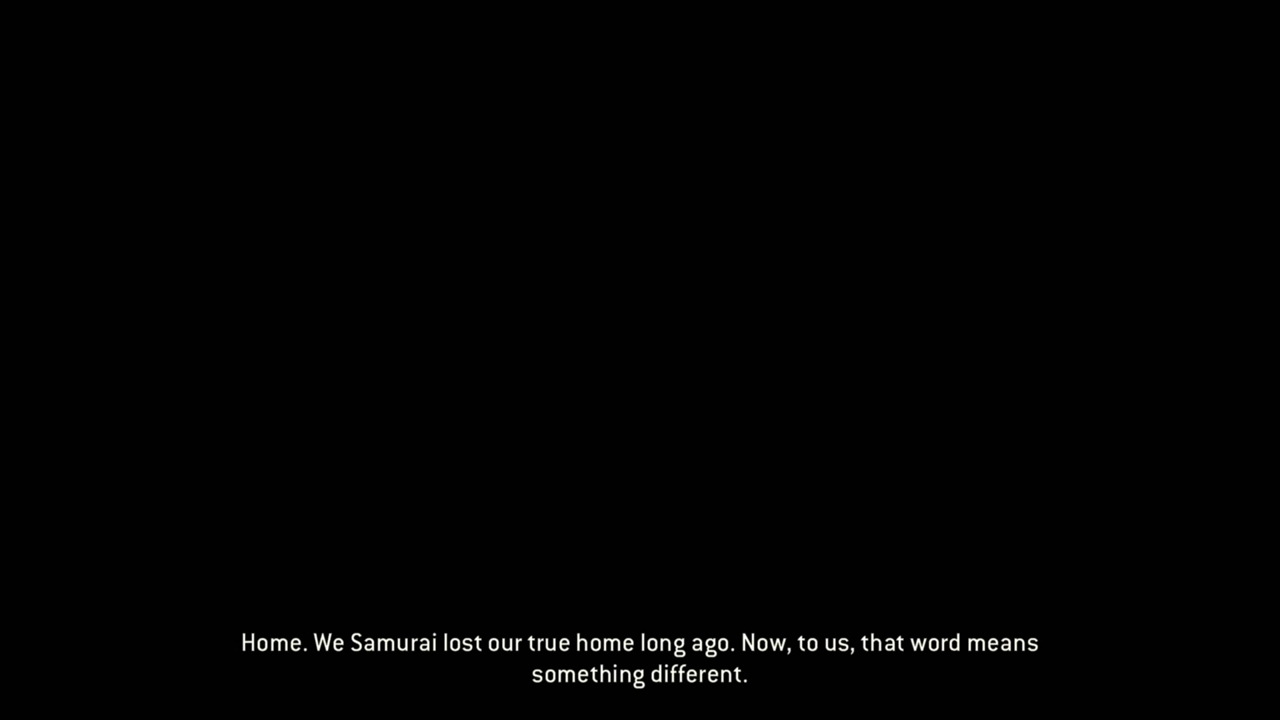 Home. We Samurai lost our true home long ago. Now, to us, that word means
something different.